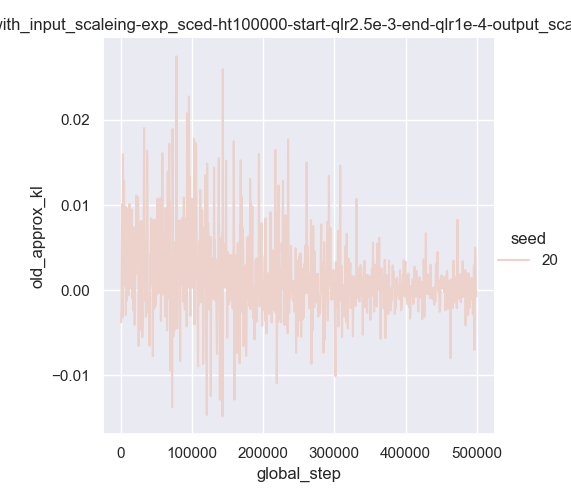 with_input_scaleing-exp_sced-ht100000-start-qlr2.5e-3-end-qlr1e-4-output_sca
0.02
0.01
0.00
−0.01
old_approx_kl
0
100000
200000
300000
400000
500000
global_step
seed
20